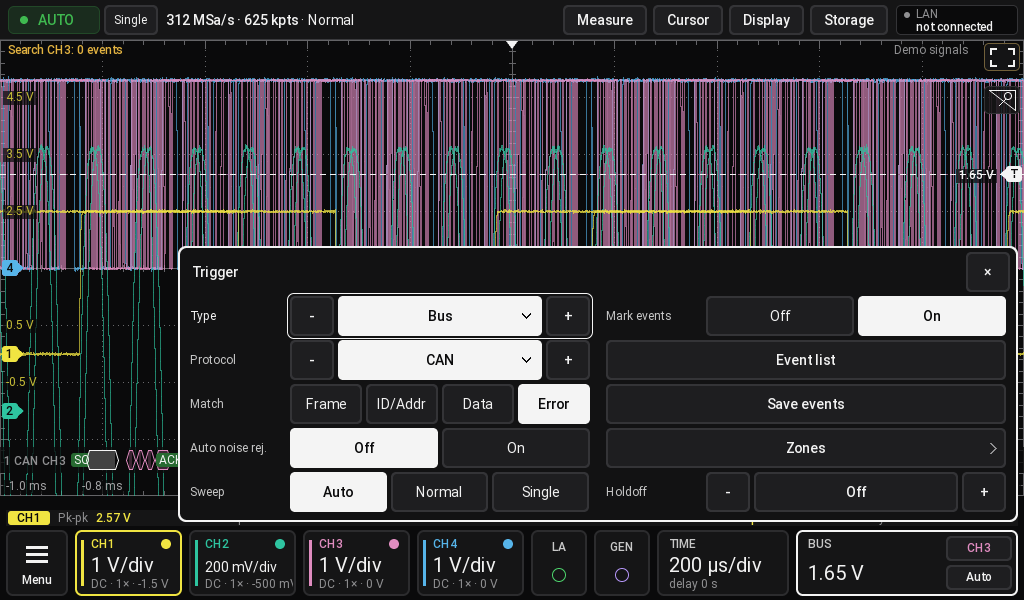 AUTO
Single
312 MSa/s · 625 kpts · Normal
Measure
Cursor
Display
Storage
LAN
not connected
Search CH3: 0 events
Demo signals
4.5 V
3.5 V
1.65 V
T
2.5 V
4
0.5 V
1
-0.5 V
2
1 CAN CH3
ACK
-1.0 ms
-0.8 ms
Trigger
×
Type
-
Bus
+
Mark events
Off
On
Protocol
-
CAN
+
Event list
Match
Frame
ID/Addr
Data
Error
Save events
Auto noise rej.
Off
On
Zones
Sweep
Auto
Normal
Single
Holdoff
-
Off
+
CH1
Pk-pk
2.57 V
Menu
CH1
1 V/div
DC · 1× · -1.5 V
CH2
200 mV/div
DC · 1× · -500 mV
CH3
1 V/div
DC · 1× · 0 V
CH4
1 V/div
DC · 1× · 0 V
LA
GEN
TIME
200 µs/div
delay 0 s
BUS
1.65 V
CH3
Auto